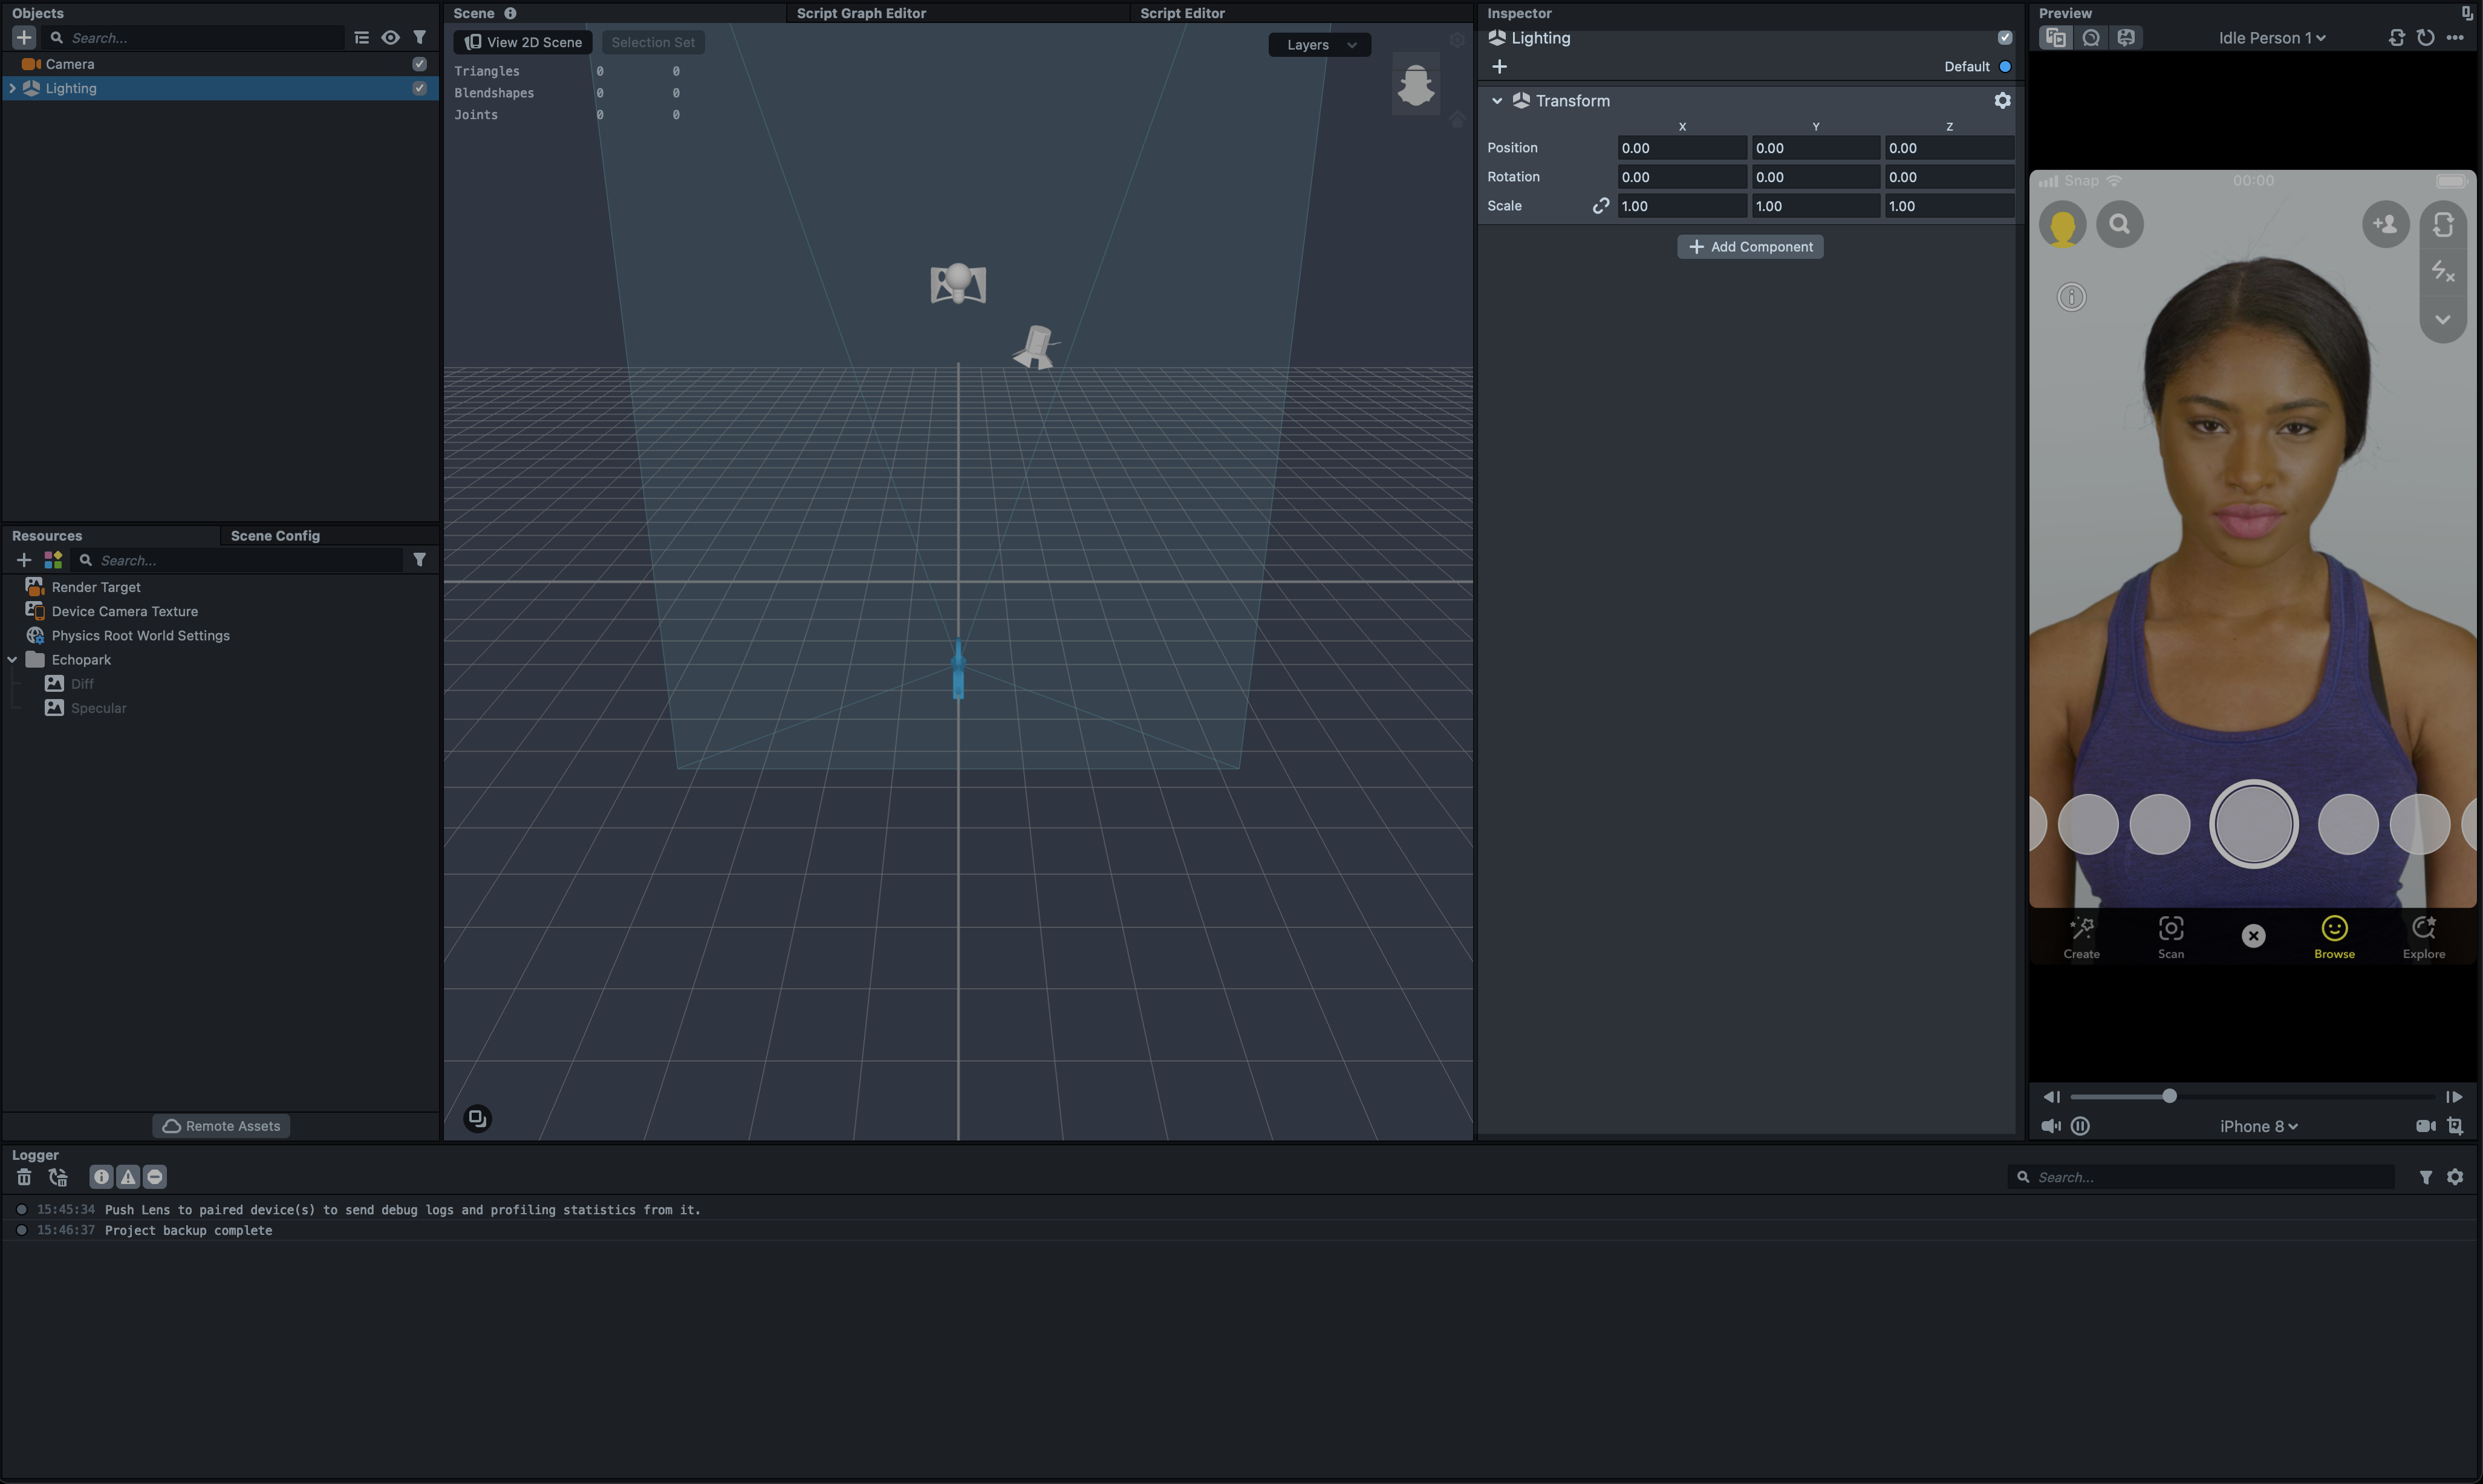 Objects
Search...
Camera
Lighting
Resources
Scene Config
Search...
Render Target
Device Camera Texture
Physics Root World Settings
Echopark
Diff
Specular
Remote Assets
Scene
Script Graph Editor
Script Editor
View 2D Scene
Selection Set
Layers
Triangles 0 0
Blendshapes 0 0
Joints 0 0
Inspector
Lighting
Default
Transform
X Y Z
Position 0.00 0.00 0.00
Rotation 0.00 0.00 0.00
Scale 1.00 1.00 1.00
Add Component
Preview
Idle Person 1
Snap 00:00
Create
Scan
Browse
Explore
iPhone 8
Logger
Search...
15:45:34 Push Lens to paired device(s) to send debug logs and profiling statistics from it.
15:46:37 Project backup complete